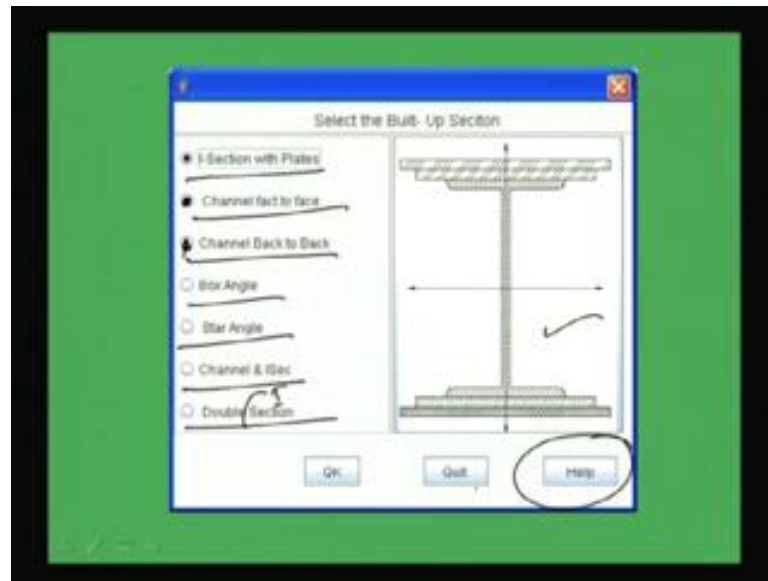 Select the Built- Up Seciton
I-Section with Plates
Channel fact to face
Channel Back to Back
Box Angle
Star Angle
Channel & ISec
Double Section
I
OK
Quit
Help